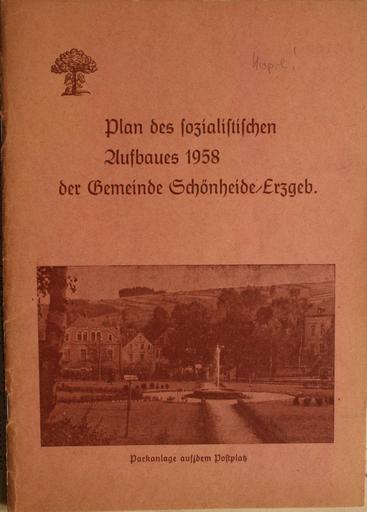 Plan des sozialistischen
Aufbaues 1958
der Gemeinde Schönheide/Erzgeb.
Parkanlage auf dem Postplatz